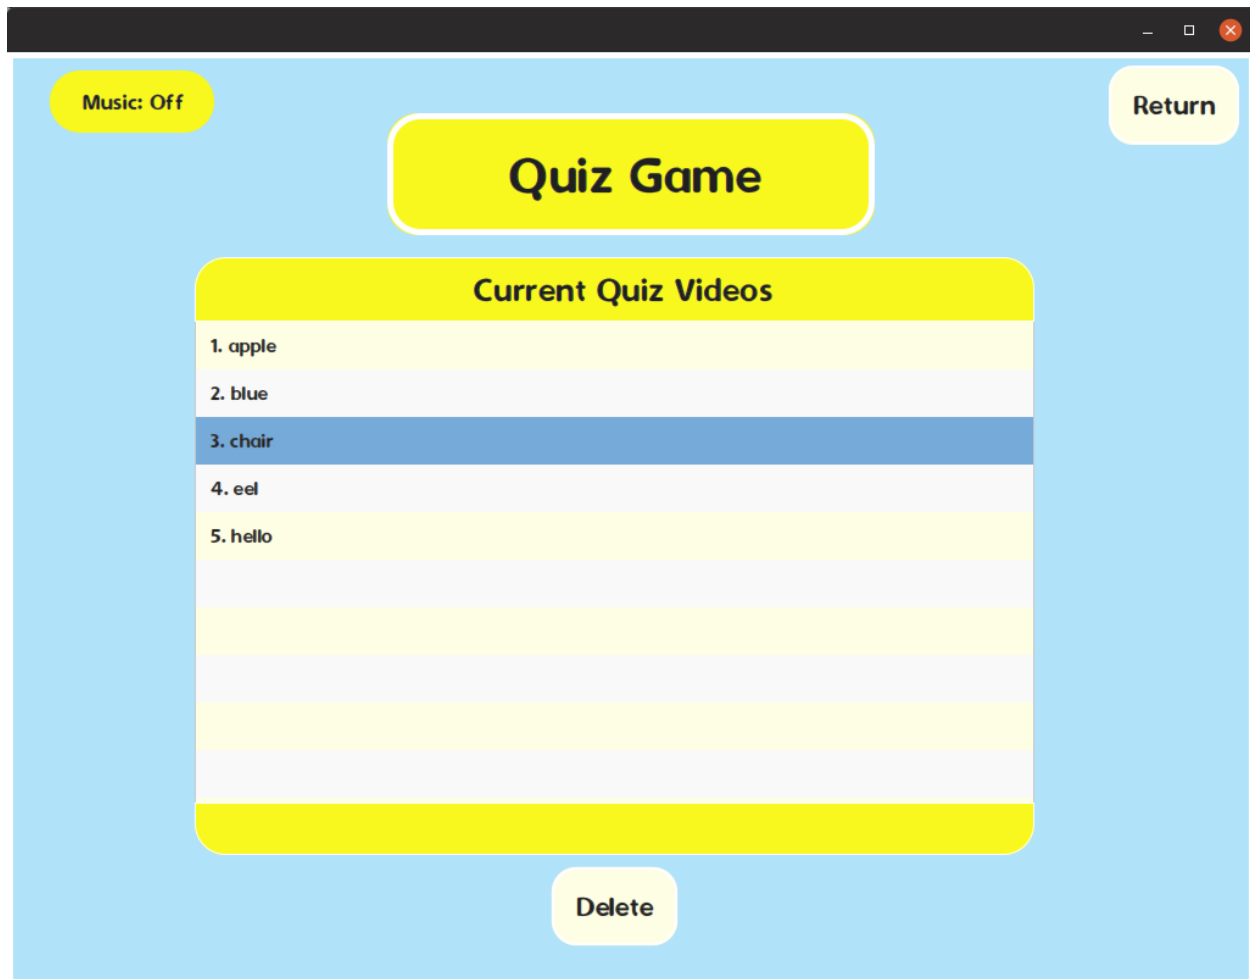 Music: Off
Return
Quiz Game
Current Quiz Videos
1. apple
2. blue
3. chair
4. eel
5. hello
Delete